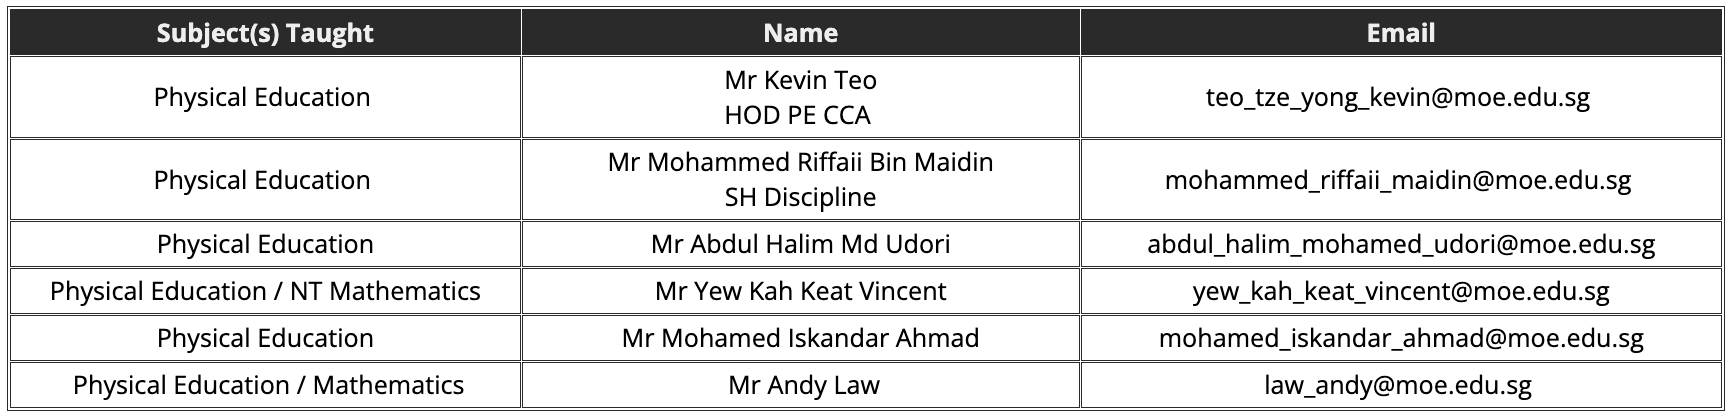 Subject(s) Taught Name Email
Physical Education Mr Kevin Teo teo_tze_yong_kevin@moe.edu.sg
HOD PE CCA
Physical Education Mr Mohammed Riffaii Bin Maidin mohammed_riffaii_maidin@moe.edu.sg
SH Discipline
Physical Education Mr Abdul Halim Md Udori abdul_halim_mohamed_udori@moe.edu.sg
Physical Education / NT Mathematics Mr Yew Kah Keat Vincent yew_kah_keat_vincent@moe.edu.sg
Physical Education Mr Mohamed Iskandar Ahmad mohamed_iskandar_ahmad@moe.edu.sg
Physical Education / Mathematics Mr Andy Law law_andy@moe.edu.sg